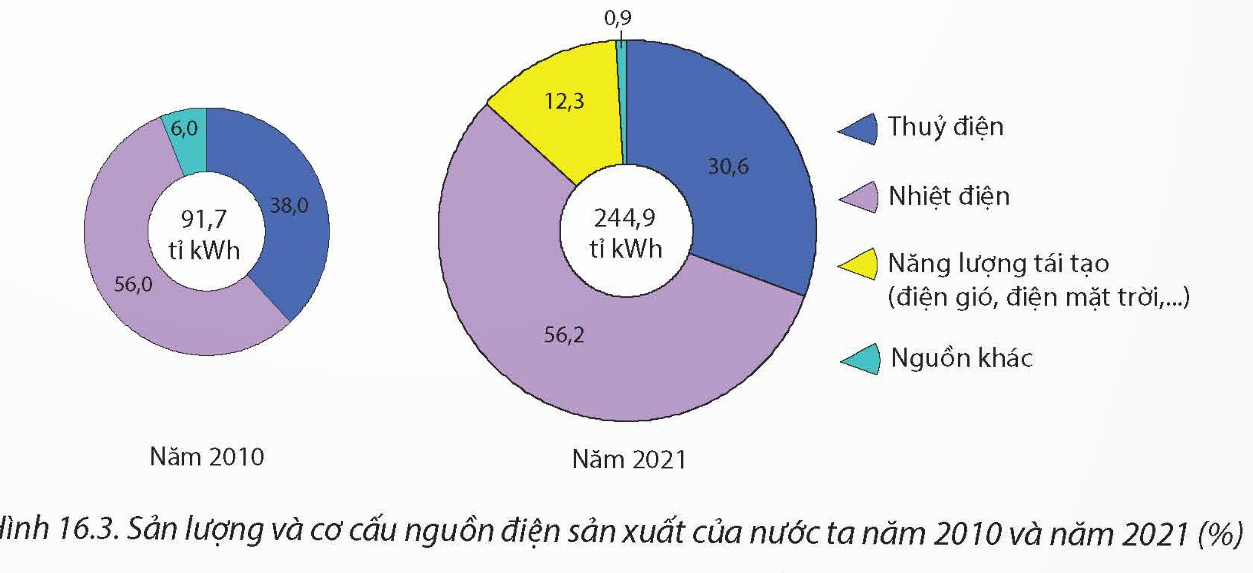 0,9
12,3
30,6
244,9
tỉ kWh
56,2
6,0
38,0
91,7
tỉ kWh
56,0
Thuỷ điện
Nhiệt điện
Năng lượng tái tạo
(điện gió, điện mặt trời,...)
Nguồn khác
Năm 2010
Năm 2021
Hình 16.3. Sản lượng và cơ cấu nguồn điện sản xuất của nước ta năm 2010 và năm 2021 (%)